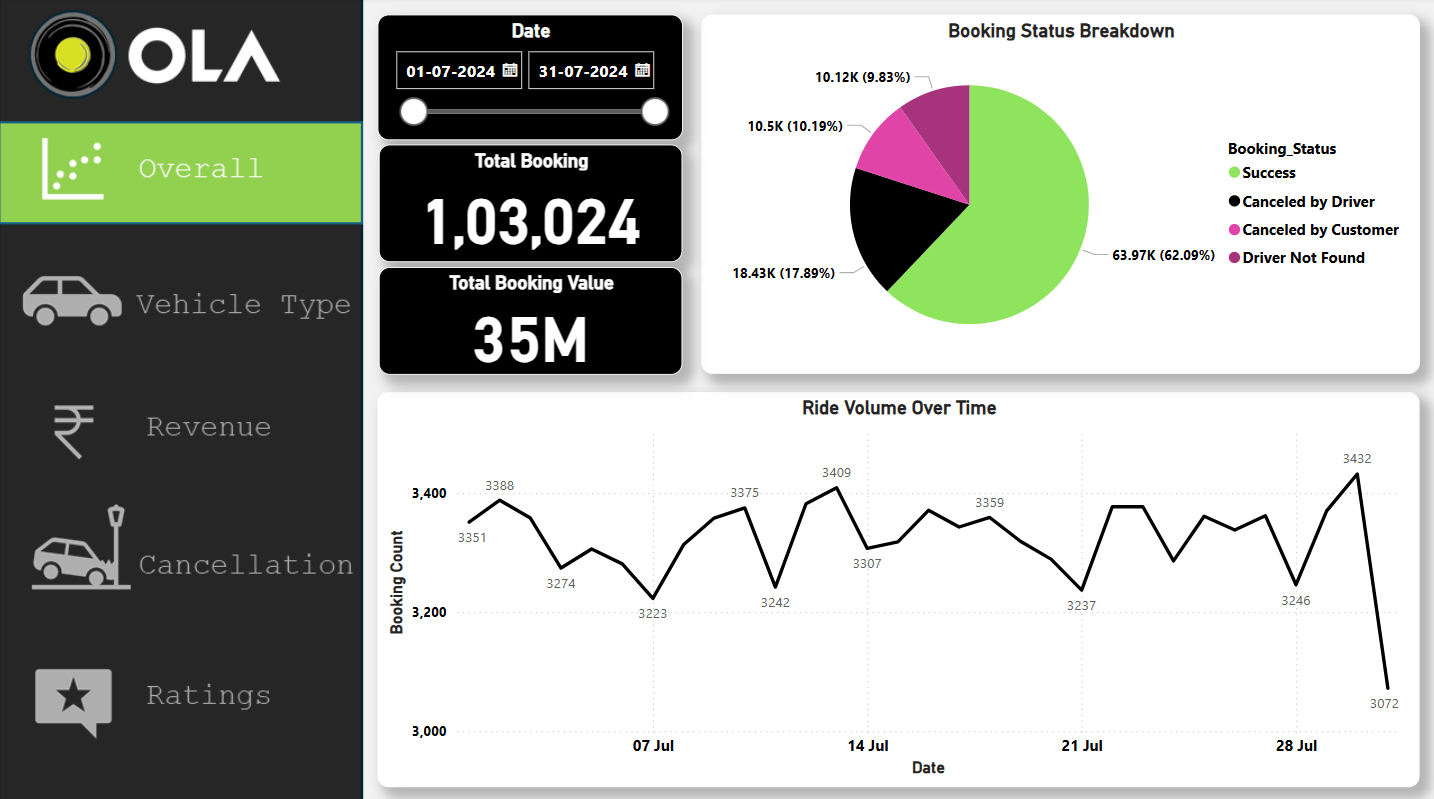 OLA
Overall
Vehicle Type
Revenue
Cancellation
Ratings
Date
01-07-2024 31-07-2024
Total Booking
1,03,024
Total Booking Value
35M
Booking Status Breakdown
10.12K (9.83%)
10.5K (10.19%)
18.43K (17.89%)
63.97K (62.09%)
Booking_Status
Success
Canceled by Driver
Canceled by Customer
Driver Not Found
Ride Volume Over Time
Booking Count
3,400
3,200
3,000
3351
3388
3274
3223
3375
3242
3409
3307
3359
3237
3246
3432
3072
07 Jul 14 Jul 21 Jul 28 Jul
Date